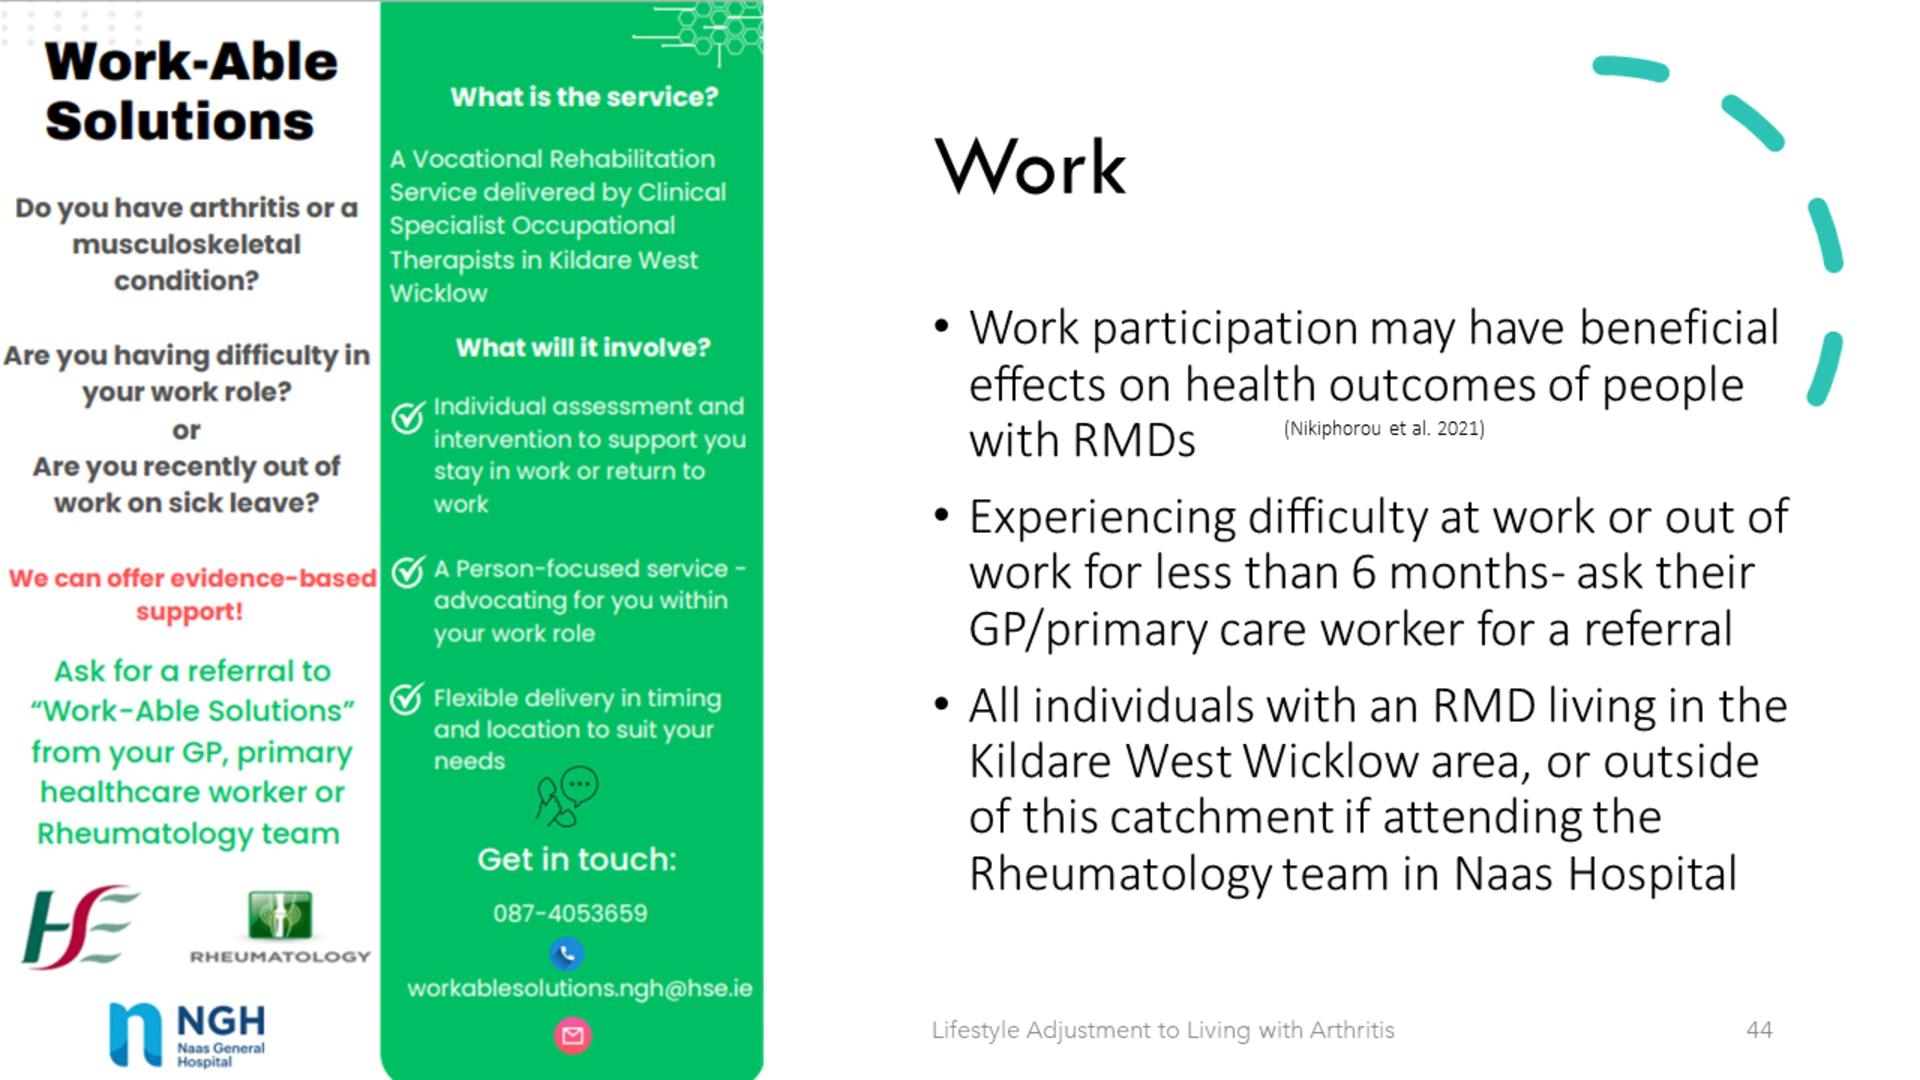 Work-Able
Solutions
Do you have arthritis or a
musculoskeletal
condition?
Are you having difficulty in
your work role?
or
Are you recently out of
work on sick leave?
We can offer evidence-based
support!
Ask for a referral to
“Work-Able Solutions”
from your GP, primary
healthcare worker or
Rheumatology team
HSE
RHEUMATOLOGY
n NGH
Naas General
Hospital
What is the service?
A Vocational Rehabilitation
Service delivered by Clinical
Specialist Occupational
Therapists in Kildare West
Wicklow
What will it involve?
Individual assessment and
intervention to support you
stay in work or return to
work
A Person-focused service -
advocating for you within
your work role
Flexible delivery in timing
and location to suit your
needs
Get in touch:
087-4053659
workablesolutions.ngh@hse.ie
Work
• Work participation may have beneficial
effects on health outcomes of people
with RMDs (Nikiphorou et al. 2021)
• Experiencing difficulty at work or out of
work for less than 6 months- ask their
GP/primary care worker for a referral
• All individuals with an RMD living in the
Kildare West Wicklow area, or outside
of this catchment if attending the
Rheumatology team in Naas Hospital
Lifestyle Adjustment to Living with Arthritis 44